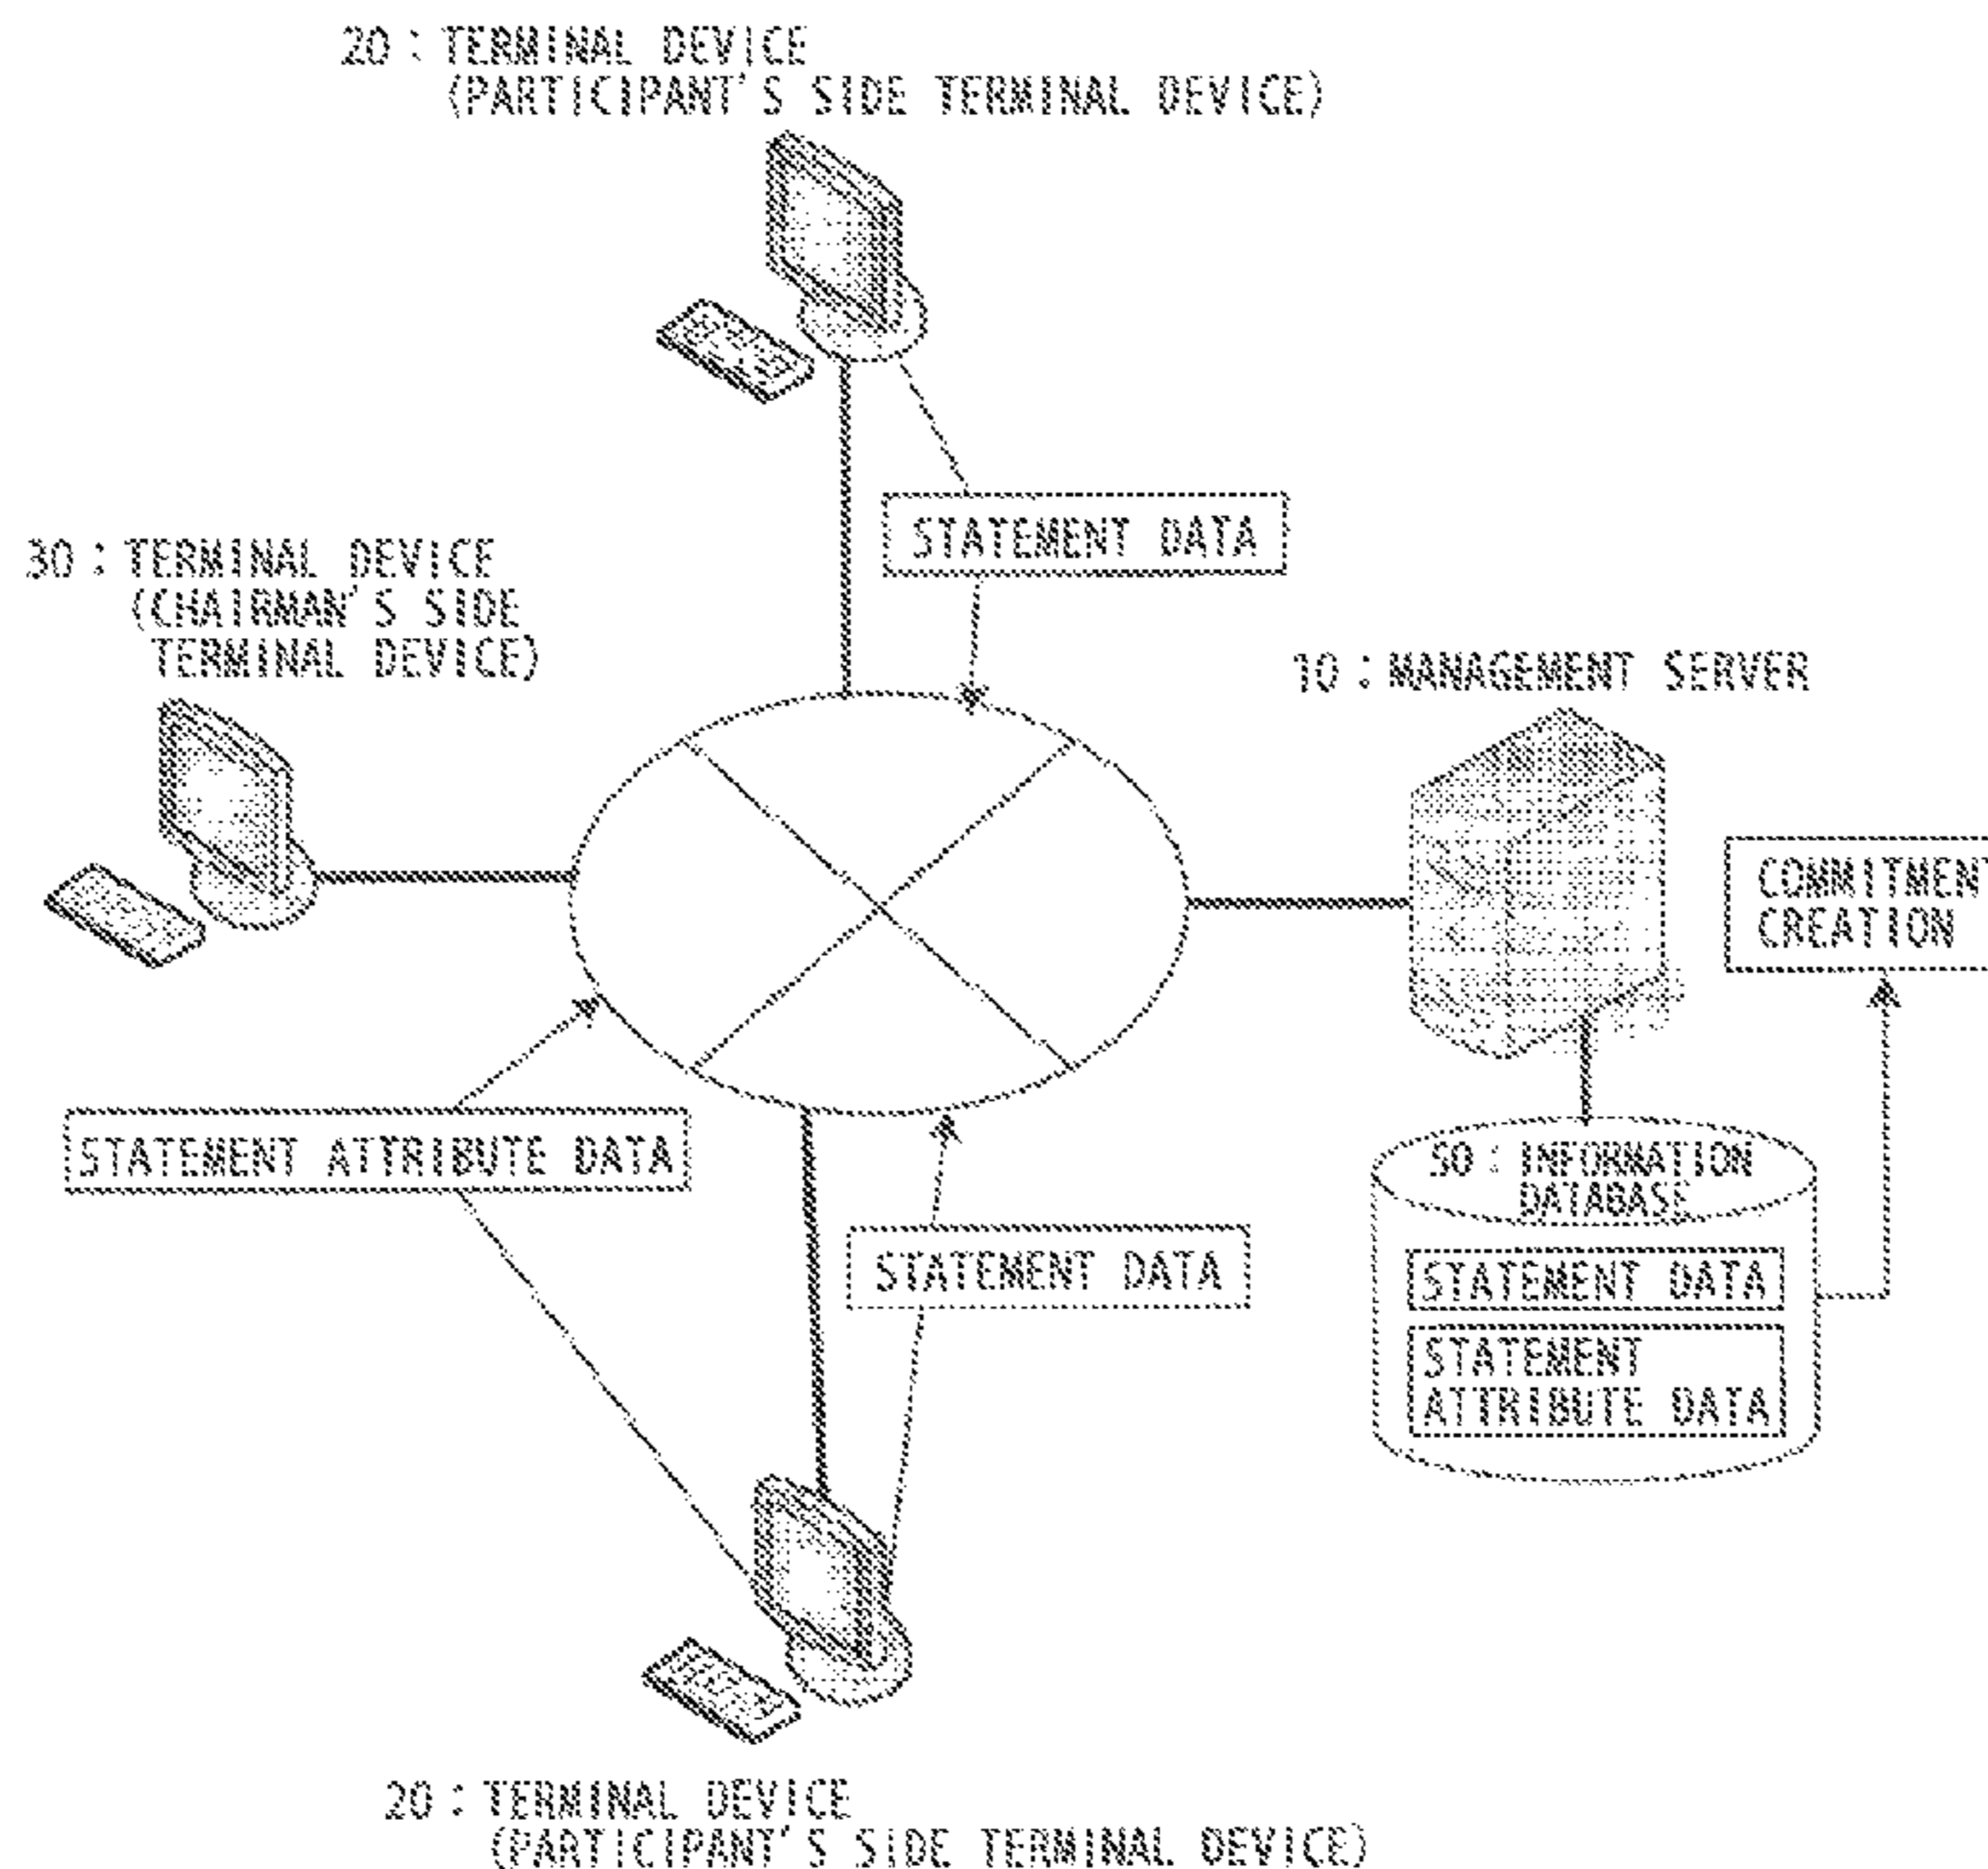 20 : TERMINAL DEVICE
(PARTICIPANT'S SIDE TERMINAL DEVICE)
STATEMENT DATA
30 : TERMINAL DEVICE
(CHAIRMAN'S SIDE
TERMINAL DEVICE)
10 : MANAGEMENT SERVER
COMMITMEN
CREATION
STATEMENT ATTRIBUTE DATA
50 : INFORMATION
DATABASE
STATEMENT DATA
STATEMENT DATA
STATEMENT
ATTRIBUTE DATA
20 : TERMINAL DEVICE
(PARTICIPANT'S SIDE TERMINAL DEVICE)